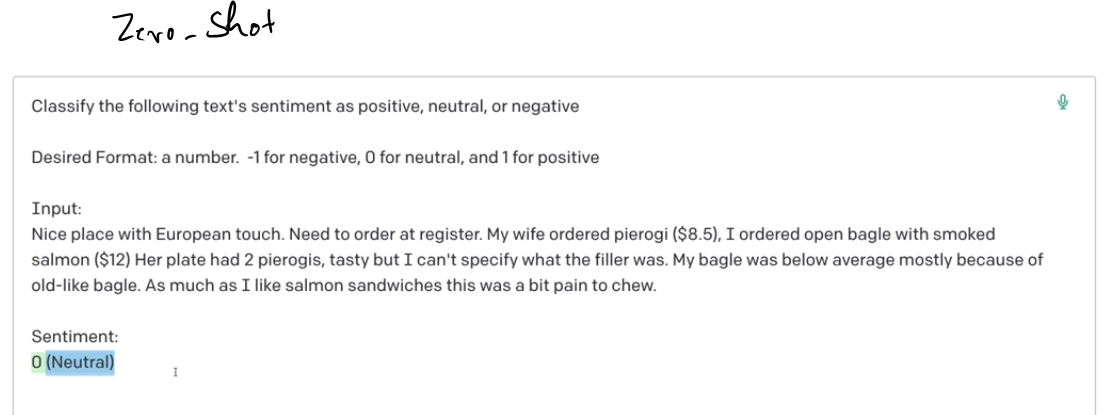 Zero-Shot
Classify the following text's sentiment as positive, neutral, or negative
Desired Format: a number.  -1 for negative, 0 for neutral, and 1 for positive
Input:
Nice place with European touch. Need to order at register. My wife ordered pierogi ($8.5), I ordered open bagle with smoked
salmon ($12) Her plate had 2 pierogis, tasty but I can't specify what the filler was. My bagle was below average mostly because of
old-like bagle. As much as I like salmon sandwiches this was a bit pain to chew.
Sentiment:
0 (Neutral)